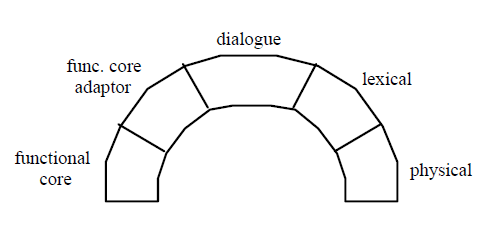 dialogue
func. core
adaptor
lexical
functional
core
physical